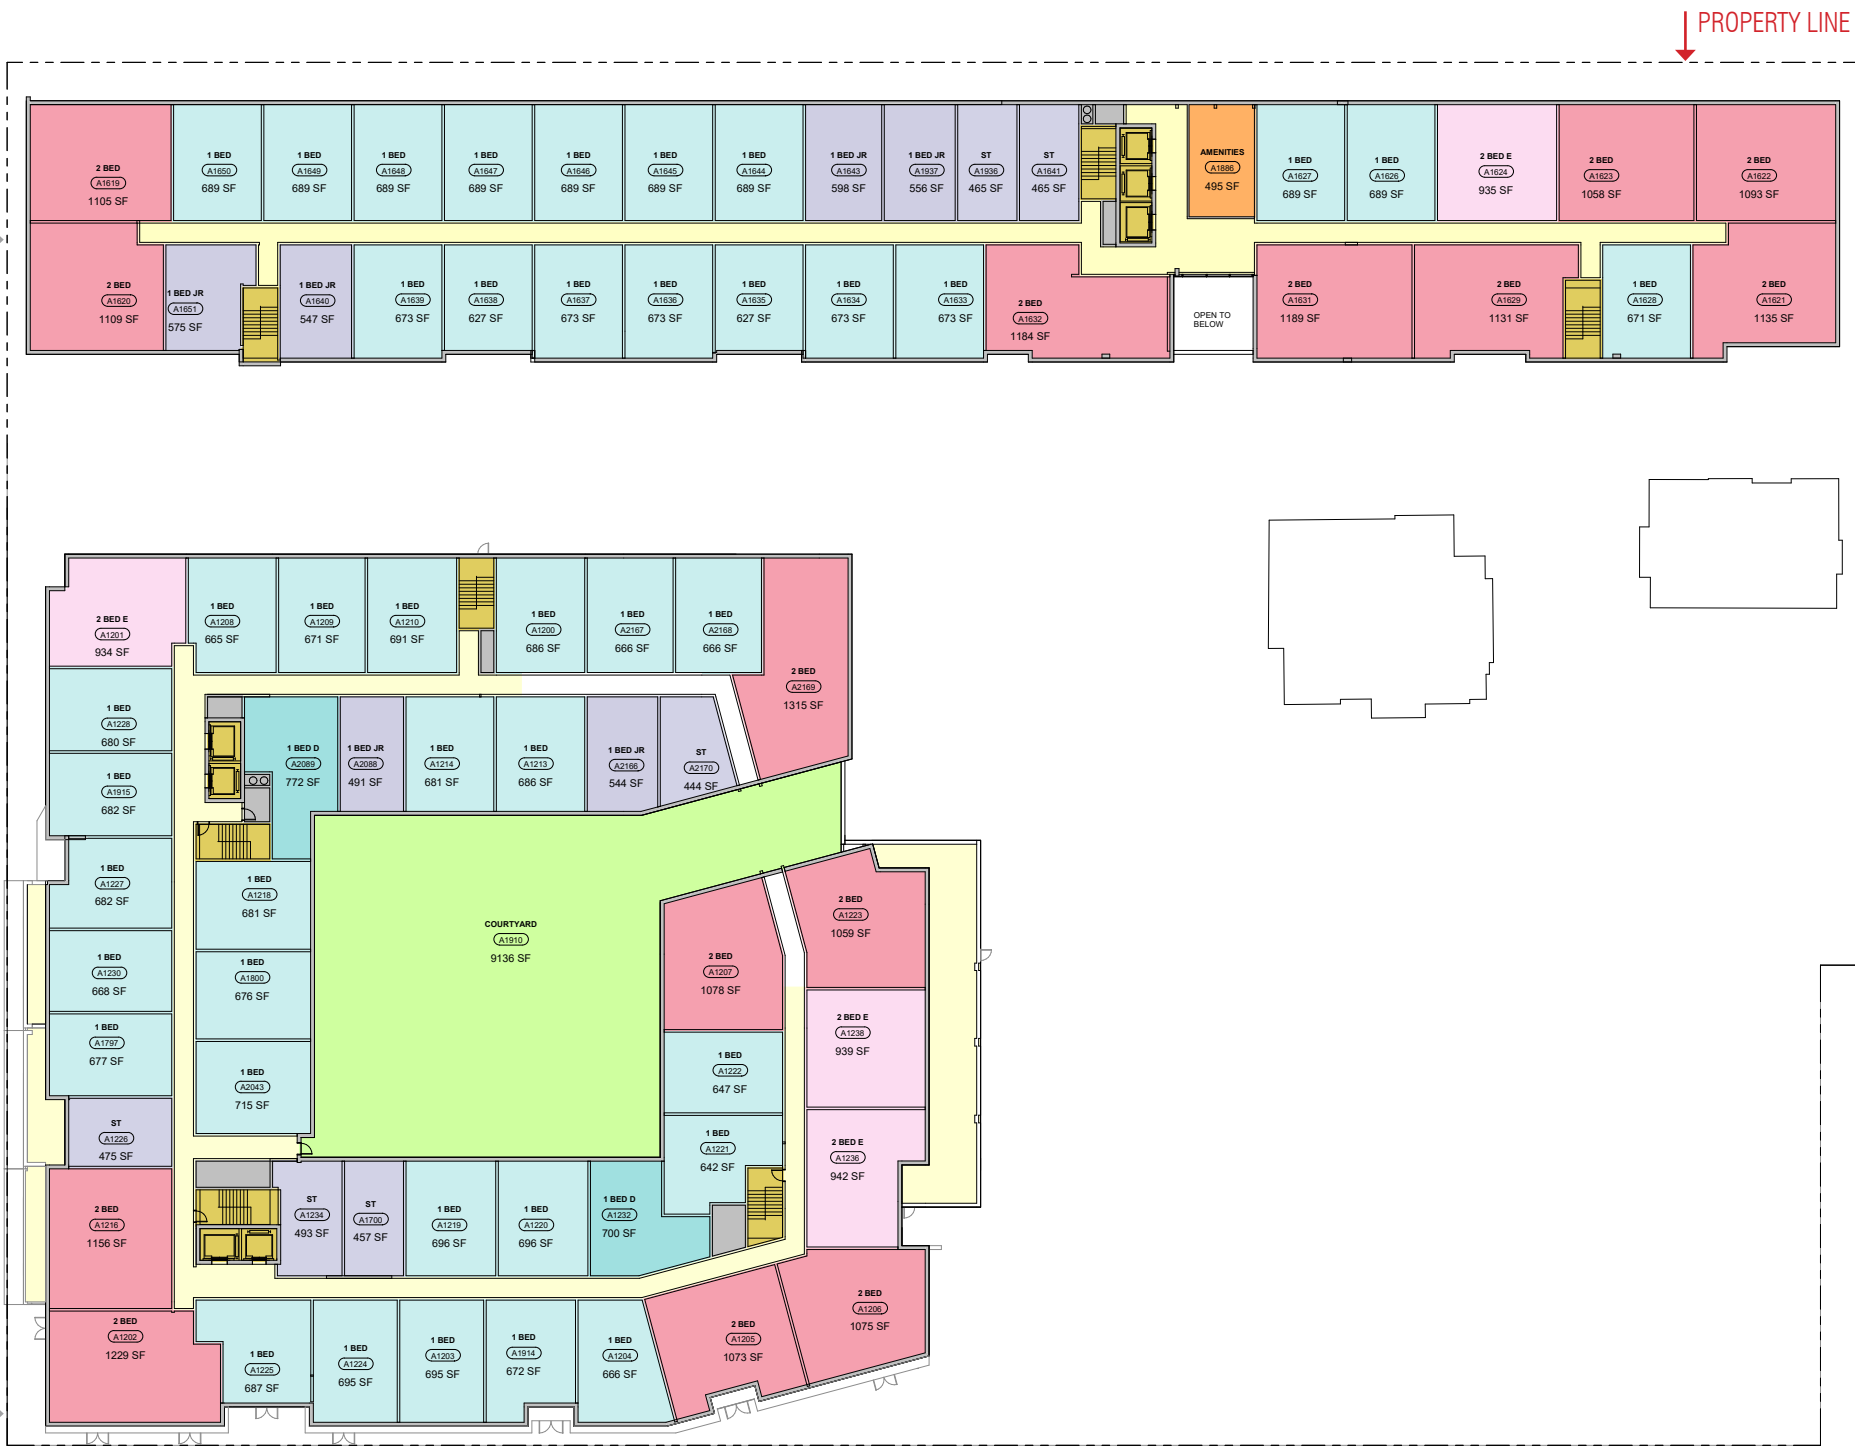 PROPERTY LINE
2 BED
A1619
1105 SF
1 BED
A1650
689 SF
1 BED
A1649
689 SF
1 BED
A1648
689 SF
1 BED
A1647
689 SF
1 BED
A1646
689 SF
1 BED
A1645
689 SF
1 BED
A1644
689 SF
1 BED JR
A1643
598 SF
1 BED JR
A1937
556 SF
ST
A1936
465 SF
ST
A1641
465 SF
AMENITIES
A1886
495 SF
1 BED
A1627
689 SF
1 BED
A1626
689 SF
2 BED E
A1624
935 SF
2 BED
A1623
1058 SF
2 BED
A1622
1093 SF
2 BED
A1620
1109 SF
1 BED JR
A1651
575 SF
1 BED JR
A1640
547 SF
1 BED
A1639
673 SF
1 BED
A1638
627 SF
1 BED
A1637
673 SF
1 BED
A1636
673 SF
1 BED
A1635
627 SF
1 BED
A1634
673 SF
1 BED
A1633
673 SF
2 BED
A1632
1184 SF
OPEN TO
BELOW
2 BED
A1631
1189 SF
2 BED
A1629
1131 SF
1 BED
A1628
671 SF
2 BED
A1621
1135 SF
2 BED E
A1201
934 SF
1 BED
A1208
665 SF
1 BED
A1209
671 SF
1 BED
A1210
691 SF
1 BED
A1200
686 SF
1 BED
A2167
666 SF
1 BED
A2168
666 SF
2 BED
A2169
1315 SF
1 BED
A1228
680 SF
1 BED D
A2089
772 SF
1 BED JR
A2088
491 SF
1 BED
A1214
681 SF
1 BED
A1213
686 SF
1 BED JR
A2166
544 SF
ST
A2170
444 SF
1 BED
A1915
682 SF
1 BED
A1227
682 SF
1 BED
A1218
681 SF
COURTYARD
A1910
9136 SF
2 BED
A1223
1059 SF
1 BED
A1230
668 SF
1 BED
A1800
676 SF
2 BED
A1207
1078 SF
2 BED E
A1238
939 SF
1 BED
A1797
677 SF
1 BED
A2043
715 SF
1 BED
A1222
647 SF
ST
A1226
475 SF
1 BED
A1221
642 SF
2 BED E
A1236
942 SF
2 BED
A1216
1156 SF
ST
A1234
493 SF
ST
A1700
457 SF
1 BED
A1219
696 SF
1 BED
A1220
696 SF
1 BED D
A1232
700 SF
2 BED
A1202
1229 SF
1 BED
A1225
687 SF
1 BED
A1224
695 SF
1 BED
A1203
695 SF
1 BED
A1914
672 SF
1 BED
A1204
666 SF
2 BED
A1205
1073 SF
2 BED
A1206
1075 SF